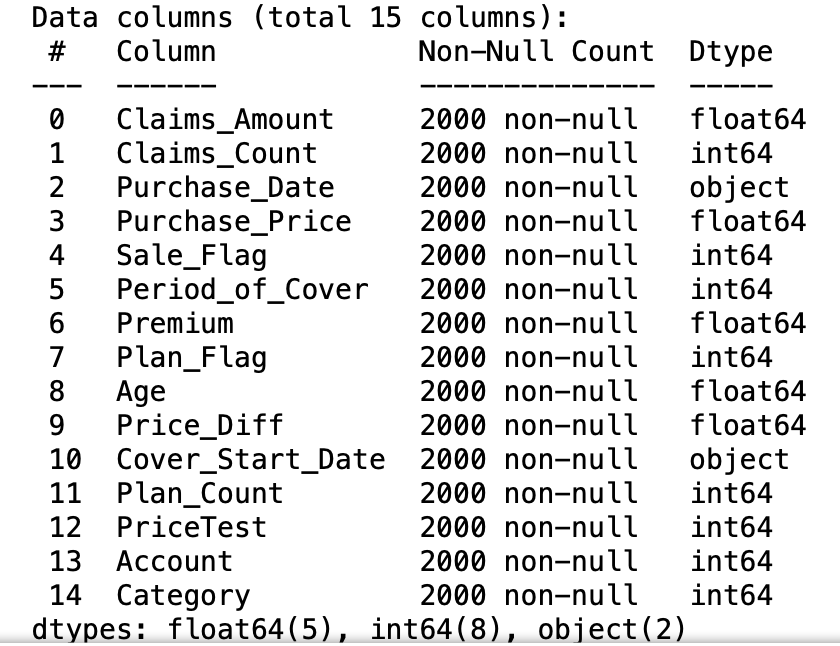 Data columns (total 15 columns):
 #   Column            Non-Null Count  Dtype
---  ------            --------------  -----
 0   Claims_Amount     2000 non-null   float64
 1   Claims_Count      2000 non-null   int64
 2   Purchase_Date     2000 non-null   object
 3   Purchase_Price    2000 non-null   float64
 4   Sale_Flag         2000 non-null   int64
 5   Period_of_Cover   2000 non-null   int64
 6   Premium           2000 non-null   float64
 7   Plan_Flag         2000 non-null   int64
 8   Age               2000 non-null   float64
 9   Price_Diff        2000 non-null   float64
 10  Cover_Start_Date  2000 non-null   object
 11  Plan_Count        2000 non-null   int64
 12  PriceTest         2000 non-null   int64
 13  Account           2000 non-null   int64
 14  Category          2000 non-null   int64
dtypes: float64(5), int64(8), object(2)